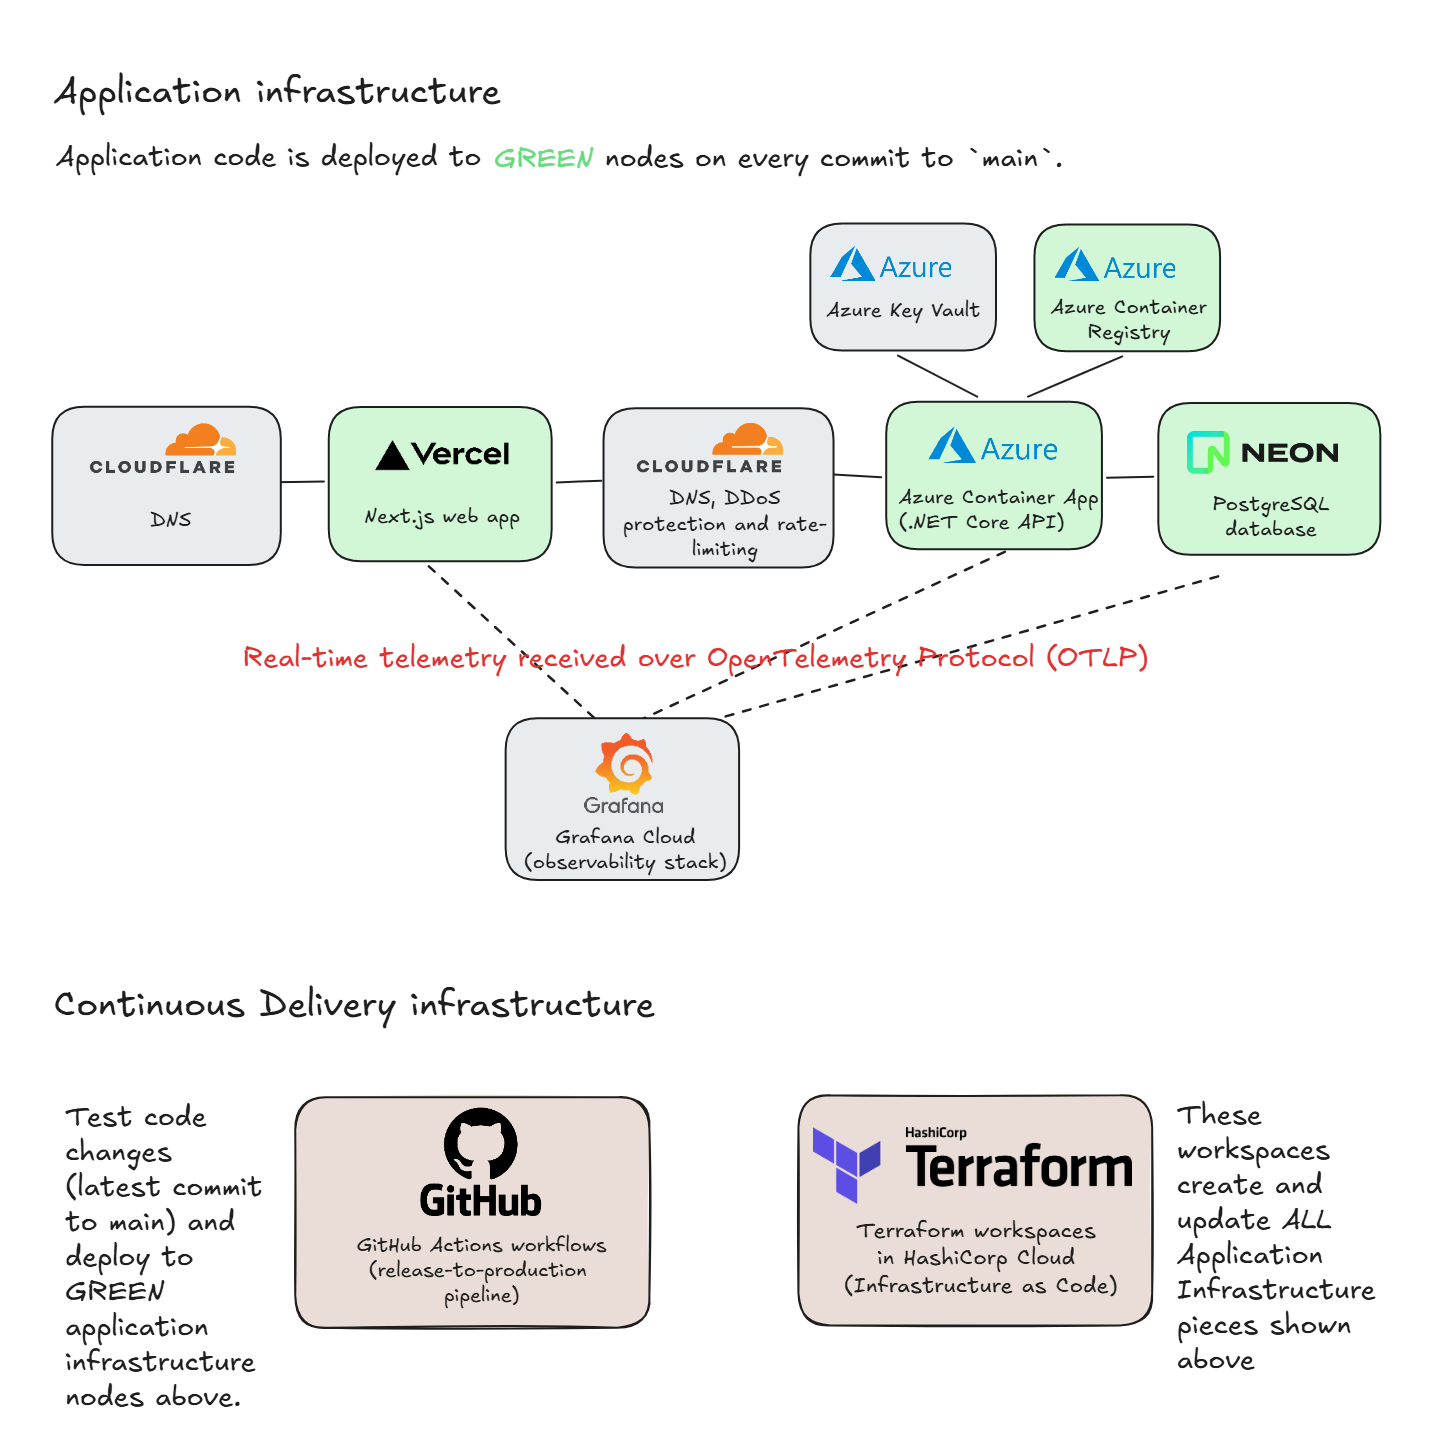 Application infrastructure
Application code is deployed to GREEN nodes on every commit to `main`.
Azure
Azure Key Vault
Azure
Azure Container
Registry
CLOUDFLARE
DNS
Vercel
Next.js web app
CLOUDFLARE
DNS, DDoS
protection and rate-
limiting
Azure
Azure Container App
(.NET Core API)
NEON
PostgreSQL
database
Real-time telemetry received over OpenTelemetry Protocol (OTLP)
Grafana
Grafana Cloud
(observability stack)
Continuous Delivery infrastructure
Test code
changes
(latest commit
to main) and
deploy to
GREEN
application
infrastructure
nodes above.
GitHub
GitHub Actions workflows
(release-to-production
pipeline)
HashiCorp
Terraform
Terraform workspaces
in HashiCorp Cloud
(Infrastructure as Code)
These
workspaces
create and
update ALL
Application
Infrastructure
pieces shown
above